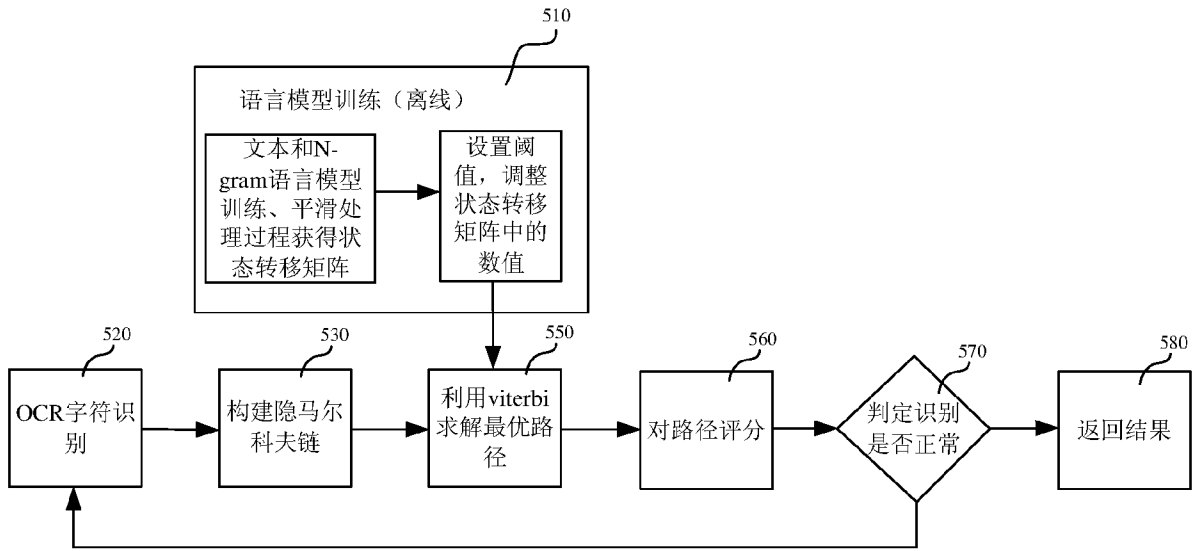 510
语言模型训练（离线）
文本和N-
gram语言模型
训练、平滑处
理过程获得状
态转移矩阵
设置阈
值，调整
状态转移
矩阵中的
数值
520
OCR字符识
别
530
构建隐马尔
科夫链
550
利用viterbi
求解最优路
径
560
对路径评分
570
判定识别
是否正常
580
返回结果